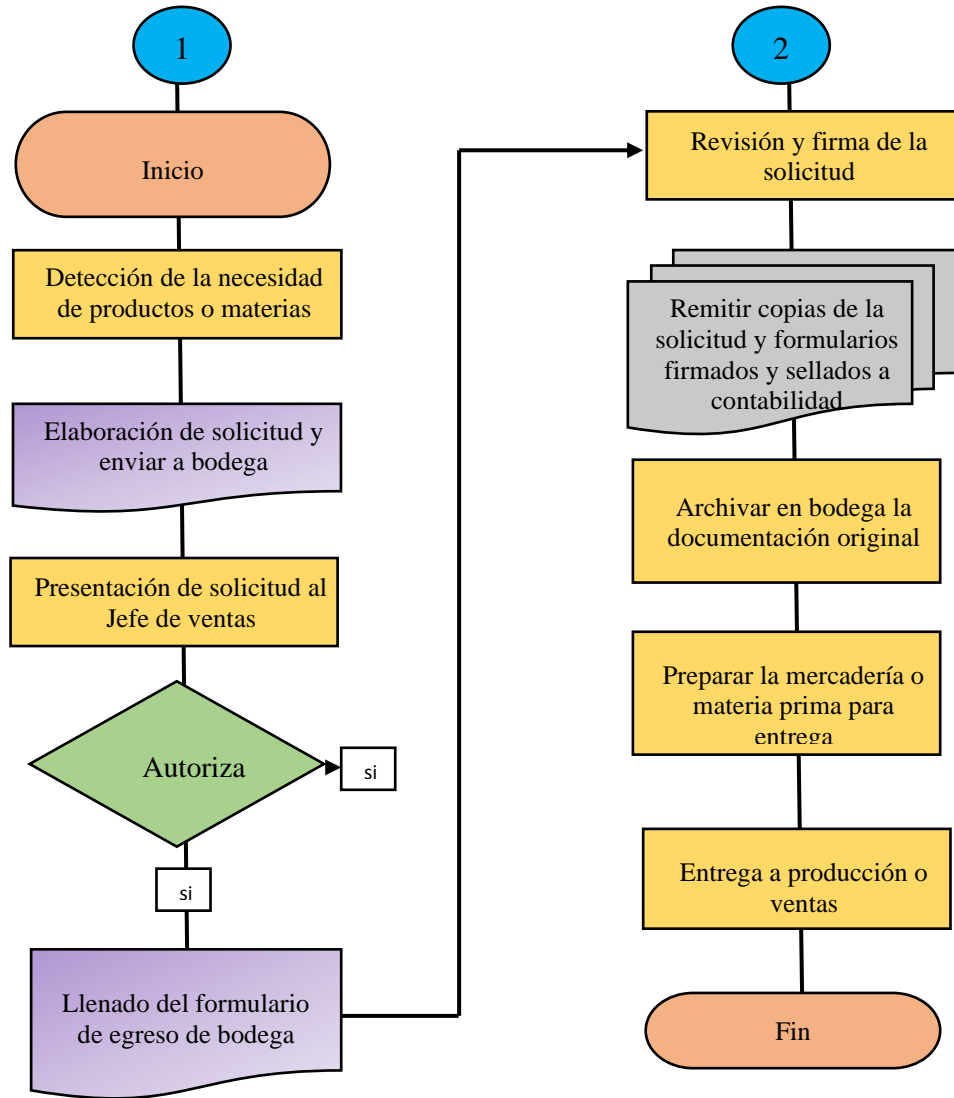 1
Inicio
Detección de la necesidad
de productos o materias
Elaboración de solicitud y
enviar a bodega
Presentación de solicitud al
Jefe de ventas
Autoriza
si
si
Llenado del formulario
de egreso de bodega
2
Revisión y firma de la
solicitud
Remitir copias de la
solicitud y formularios
firmados y sellados a
contabilidad
Archivar en bodega la
documentación original
Preparar la mercadería o
materia prima para
entrega
Entrega a producción o
ventas
Fin